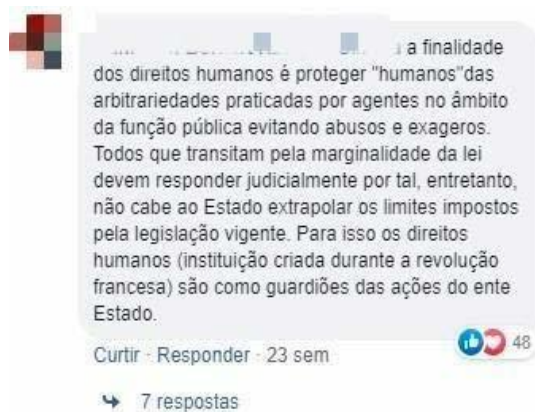 a finalidade
dos direitos humanos é proteger "humanos"das
arbitrariedades praticadas por agentes no âmbito
da função pública evitando abusos e exageros.
Todos que transitam pela marginalidade da lei
devem responder judicialmente por tal, entretanto,
não cabe ao Estado extrapolar os limites impostos
pela legislação vigente. Para isso os direitos
humanos (instituição criada durante a revolução
francesa) são como guardiões das ações do ente
Estado.
48
Curtir · Responder · 23 sem
7 respostas